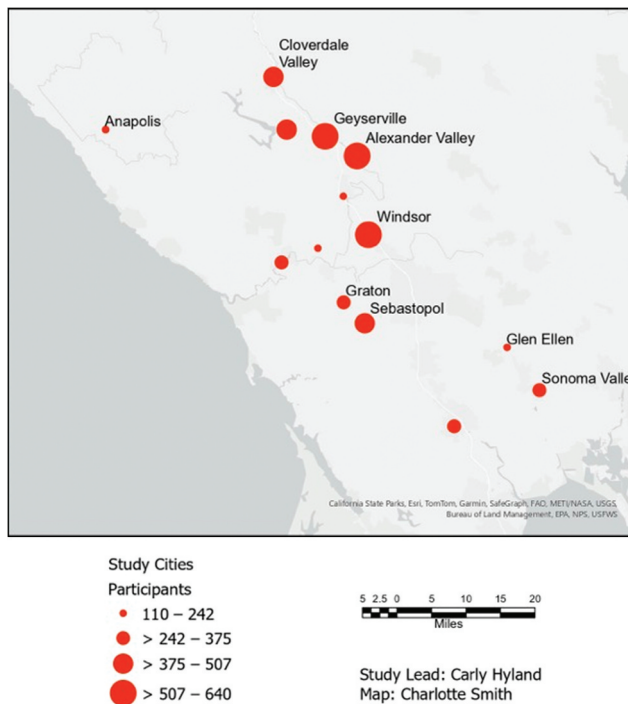 Cloverdale
Valley
Anapolis
Geyserville
Alexander Valley
Windsor
Graton
Sebastopol
Glen Ellen
Sonoma Valle
California State Parks, Esri, TomTom, Garmin, SafeGraph, FAO, METI/NASA, USGS,
Bureau of Land Management, EPA, NPS, USFWS
Study Cities
Participants
110 – 242
> 242 – 375
> 375 – 507
> 507 – 640
5 2.5 0 5 10 15 20
Miles
Study Lead: Carly Hyland
Map: Charlotte Smith